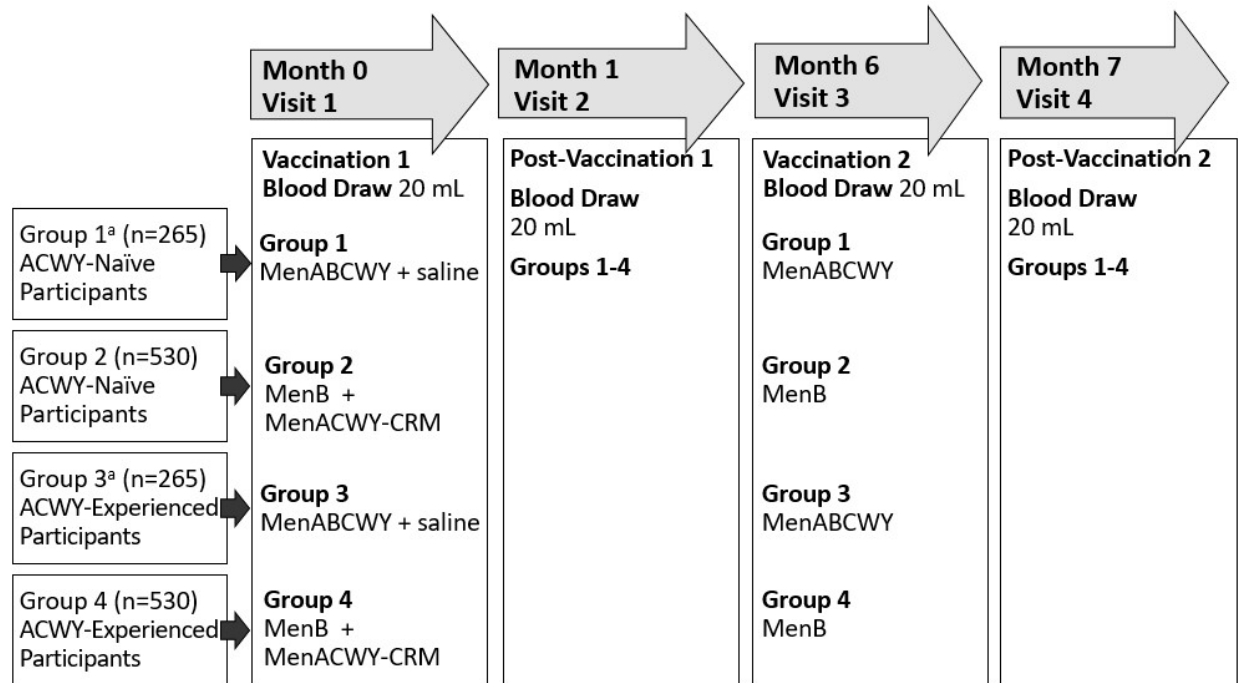 Month 0
Visit 1
Month 1
Visit 2
Month 6
Visit 3
Month 7
Visit 4
Group 1ᵃ (n=265)
ACWY-Naïve
Participants
Group 2 (n=530)
ACWY-Naïve
Participants
Group 3ᵃ (n=265)
ACWY-Experienced
Participants
Group 4 (n=530)
ACWY-Experienced
Participants
Vaccination 1
Blood Draw 20 mL
Group 1
MenABCWY + saline
Group 2
MenB +
MenACWY-CRM
Group 3
MenABCWY + saline
Group 4
MenB +
MenACWY-CRM
Post-Vaccination 1
Blood Draw
20 mL
Groups 1-4
Vaccination 2
Blood Draw 20 mL
Group 1
MenABCWY
Group 2
MenB
Group 3
MenABCWY
Group 4
MenB
Post-Vaccination 2
Blood Draw
20 mL
Groups 1-4